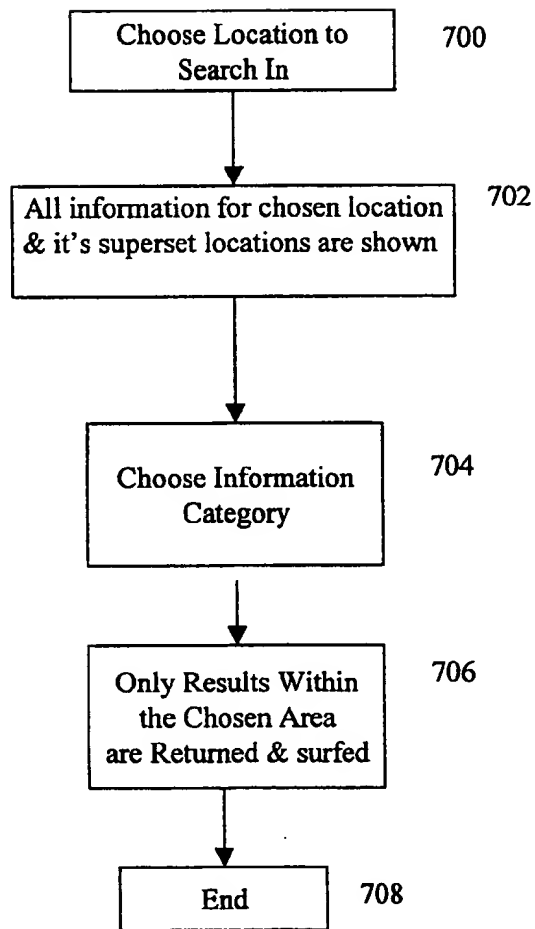 Choose Location to
Search In
700
All information for chosen location
& it's superset locations are shown
702
Choose Information
Category
704
Only Results Within
the Chosen Area
are Returned & surfed
706
End
708